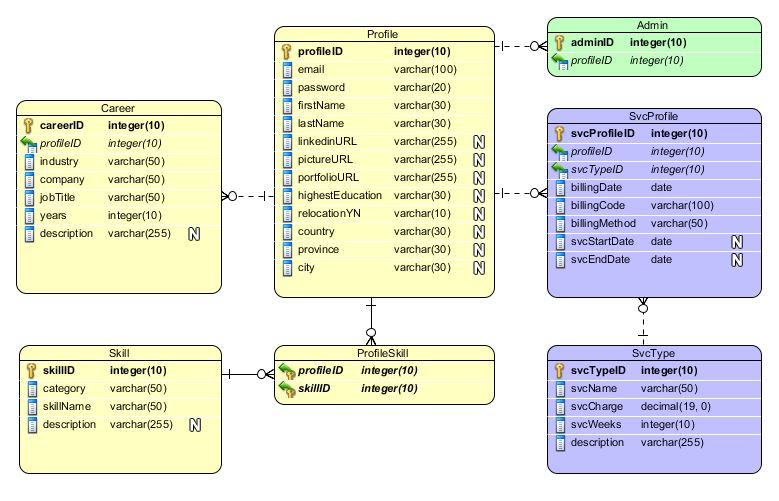 Profile
profileID integer(10)
email varchar(100)
password varchar(20)
firstName varchar(30)
lastName varchar(30)
linkedinURL varchar(255) N
pictureURL varchar(255) N
portfolioURL varchar(255) N
highestEducation varchar(30) N
relocationYN varchar(10) N
country varchar(30) N
province varchar(30) N
city varchar(30) N
Admin
adminID integer(10)
profileID integer(10)
Career
careerID integer(10)
profileID integer(10)
industry varchar(50)
company varchar(50)
jobTitle varchar(50)
years integer(10)
description varchar(255) N
SvcProfile
svcProfileID integer(10)
profileID integer(10)
svcTypeID integer(10)
billingDate date
billingCode varchar(100)
billingMethod varchar(50)
svcStartDate date N
svcEndDate date N
Skill
skillID integer(10)
category varchar(50)
skillName varchar(50)
description varchar(255) N
ProfileSkill
profileID integer(10)
skillID integer(10)
SvcType
svcTypeID integer(10)
svcName varchar(50)
svcCharge decimal(19, 0)
svcWeeks integer(10)
description varchar(255)